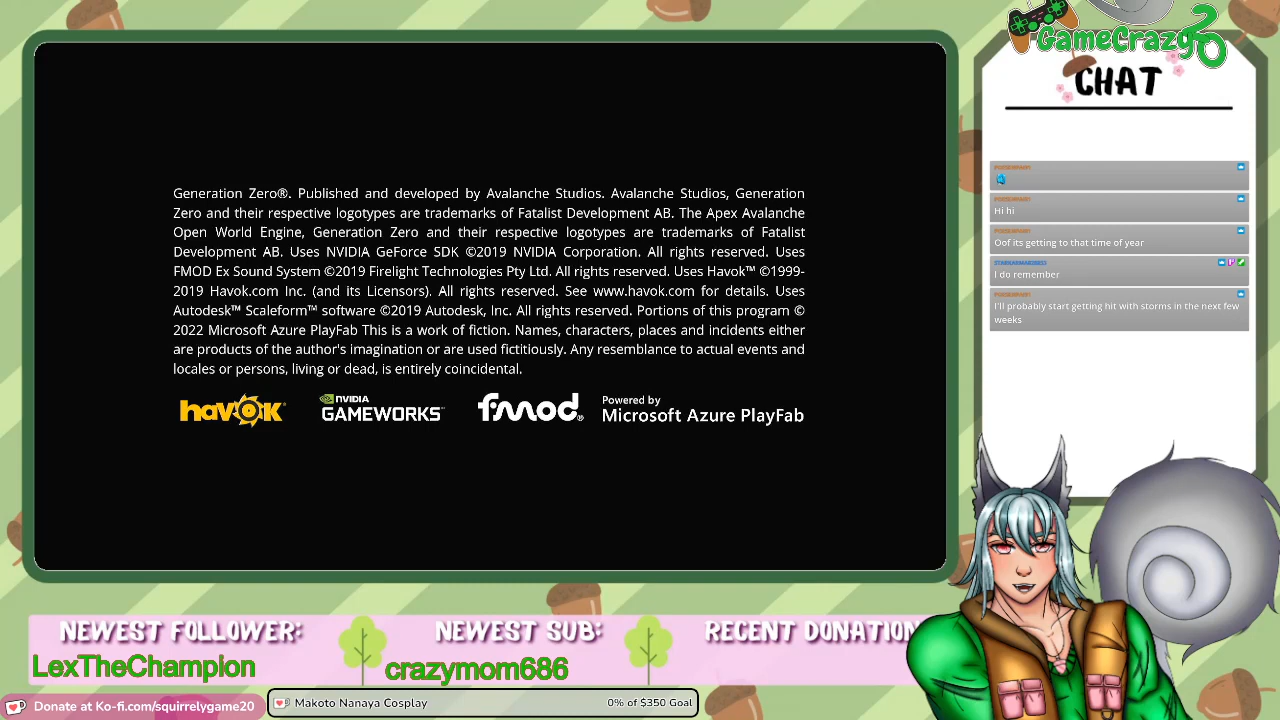 GameCrazy20
CHAT
Hi hi
Oof its getting to that time of year
I do remember
I'll probably start getting hit with storms in the next few
weeks
Generation Zero®. Published and developed by Avalanche Studios. Avalanche Studios, Generation
Zero and their respective logotypes are trademarks of Fatalist Development AB. The Apex Avalanche
Open World Engine, Generation Zero and their respective logotypes are trademarks of Fatalist
Development AB. Uses NVIDIA GeForce SDK ©2019 NVIDIA Corporation. All rights reserved. Uses
FMOD Ex Sound System ©2019 Firelight Technologies Pty Ltd. All rights reserved. Uses Havok™ ©1999-
2019 Havok.com Inc. (and its Licensors). All rights reserved. See www.havok.com for details. Uses
Autodesk™ Scaleform™ software ©2019 Autodesk, Inc. All rights reserved. Portions of this program ©
2022 Microsoft Azure PlayFab This is a work of fiction. Names, characters, places and incidents either
are products of the author's imagination or are used fictitiously. Any resemblance to actual events and
locales or persons, living or dead, is entirely coincidental.
havok
NVIDIA
GAMEWORKS™
fmod®
Powered by
Microsoft Azure PlayFab
NEWEST FOLLOWER:
LexTheChampion
NEWEST SUB:
crazymom686
RECENT DONATION
Donate at Ko-fi.com/squirrelygame20
Makoto Nanaya Cosplay
0% of $350 Goal